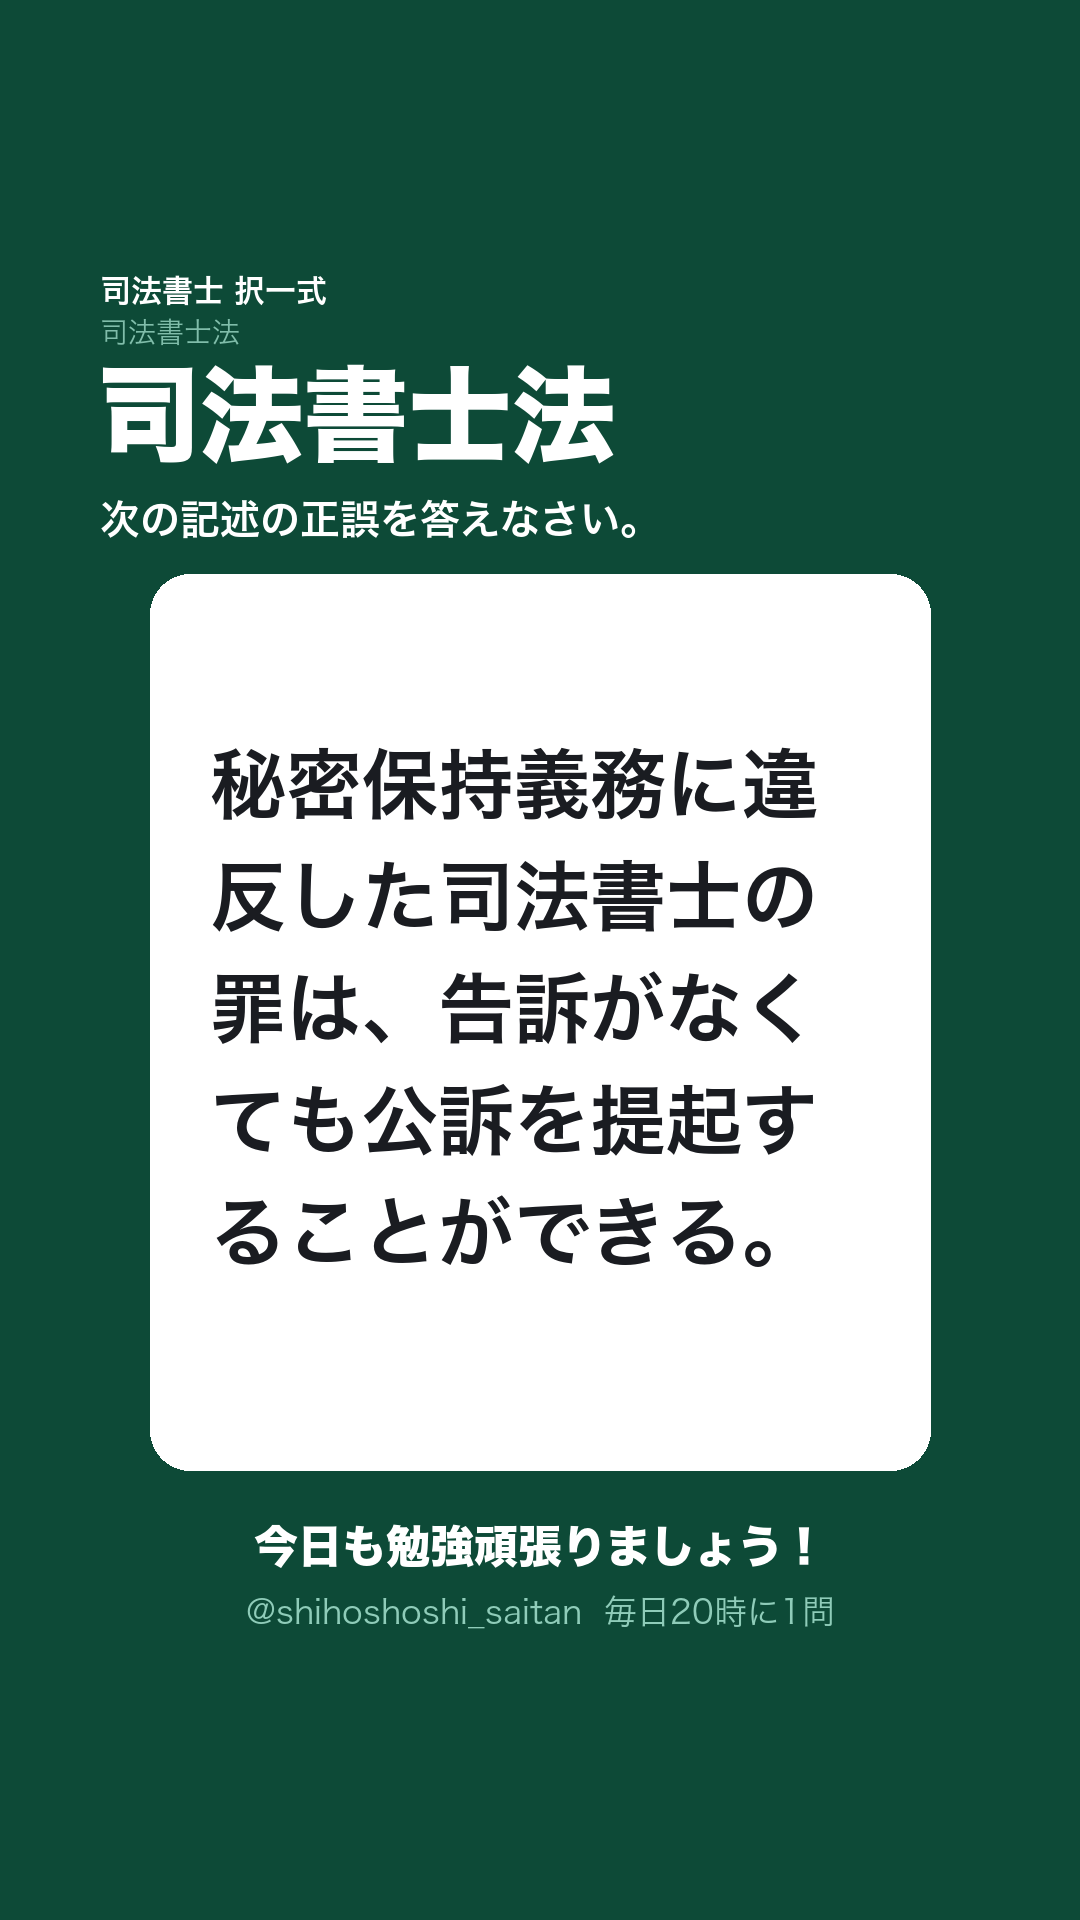 司法書士 択一式
司法書士法
司法書士法
次の記述の正誤を答えなさい。
秘密保持義務に違
反した司法書士の
罪は、告訴がなく
ても公訴を提起す
ることができる。
今日も勉強頑張りましょう！
@shihoshoshi_saitan 毎日20時に1問